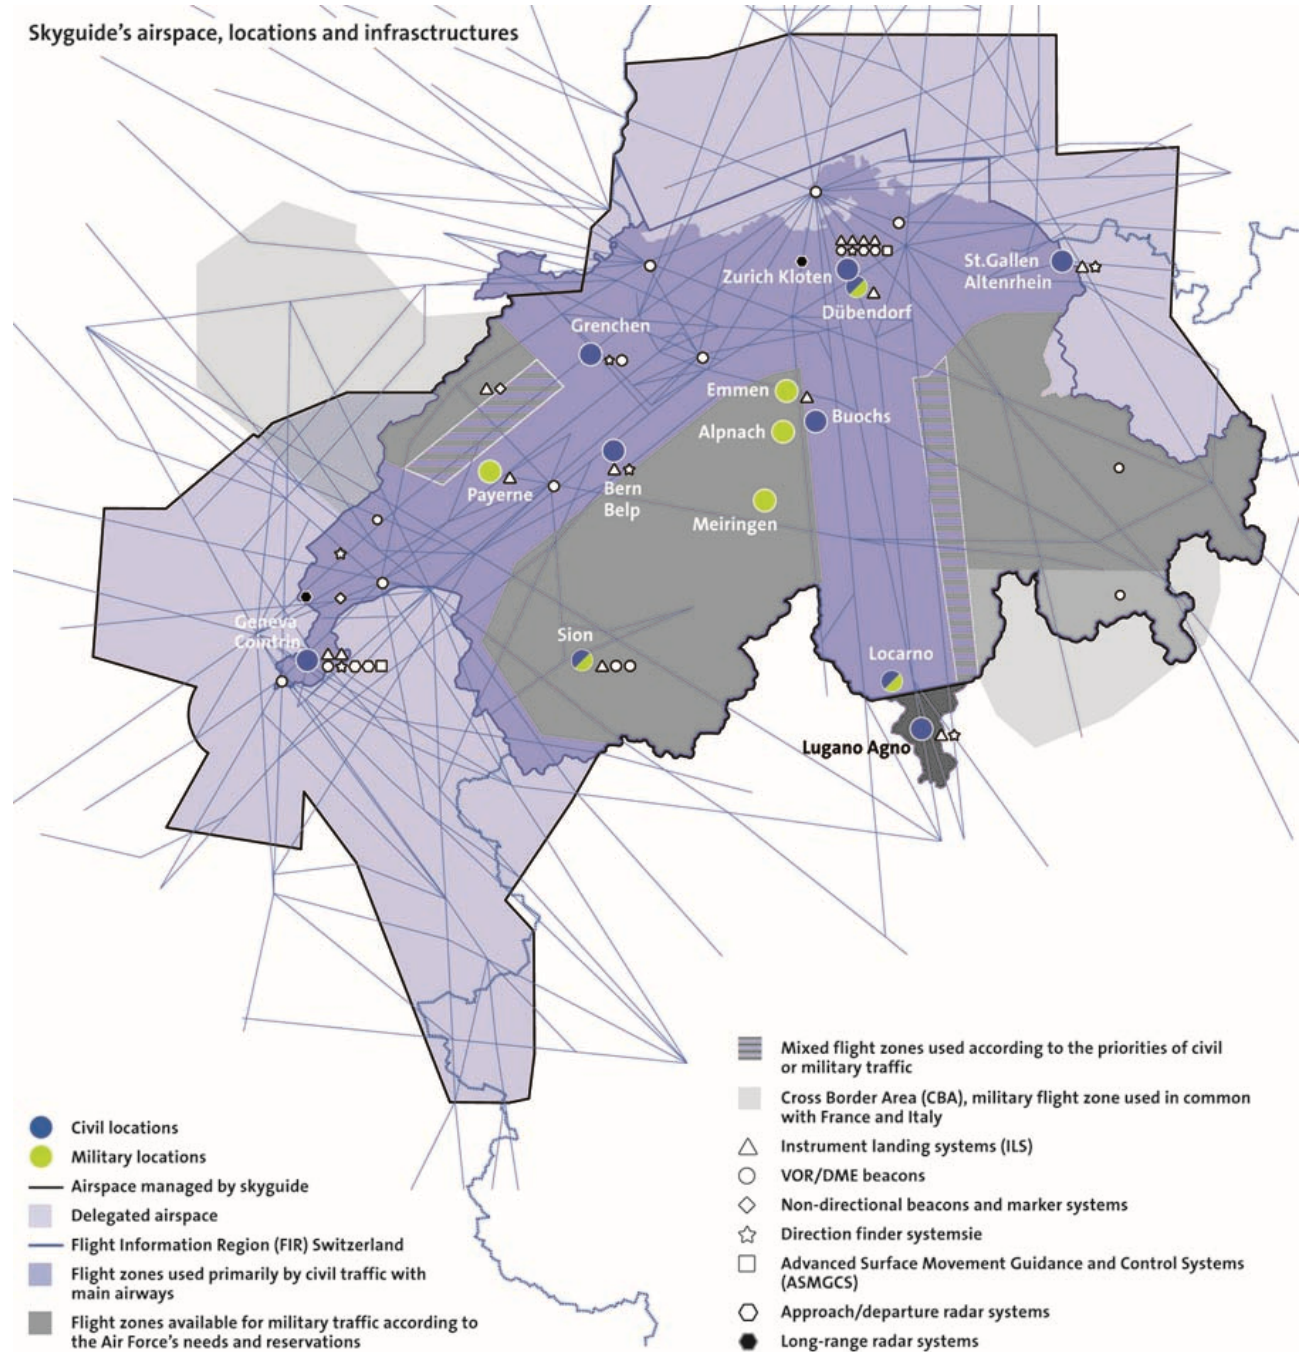 Skyguide's airspace, locations and infrasctructures
Zurich Kloten
St.Gallen
Altenrhein
Dübendorf
Grenchen
Emmen
Buochs
Alpnach
Payerne
Bern
Belp
Meiringen
Geneva
Cointrin
Sion
Locarno
Lugano Agno
Civil locations
Military locations
Airspace managed by skyguide
Delegated airspace
Flight Information Region (FIR) Switzerland
Flight zones used primarily by civil traffic with
main airways
Flight zones available for military traffic according to
the Air Force's needs and reservations
Mixed flight zones used according to the priorities of civil
or military traffic
Cross Border Area (CBA), military flight zone used in common
with France and Italy
Instrument landing systems (ILS)
VOR/DME beacons
Non-directional beacons and marker systems
Direction finder systemsie
Advanced Surface Movement Guidance and Control Systems
(ASMGCS)
Approach/departure radar systems
Long-range radar systems